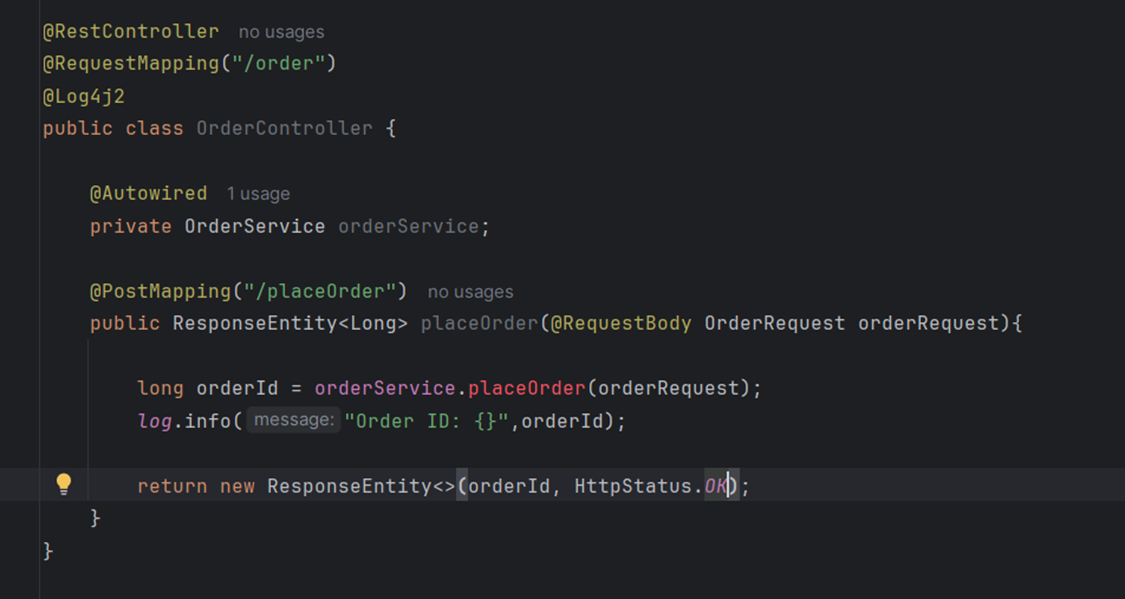 @RestController no usages
@RequestMapping("/order")
@Log4j2
public class OrderController {
@Autowired 1 usage
private OrderService orderService;
@PostMapping("/placeOrder") no usages
public ResponseEntity<Long> placeOrder(@RequestBody OrderRequest orderRequest){
long orderId = orderService.placeOrder(orderRequest);
log.info( message: "Order ID: {}",orderId);
return new ResponseEntity<>(orderId, HttpStatus.OK);
}
}